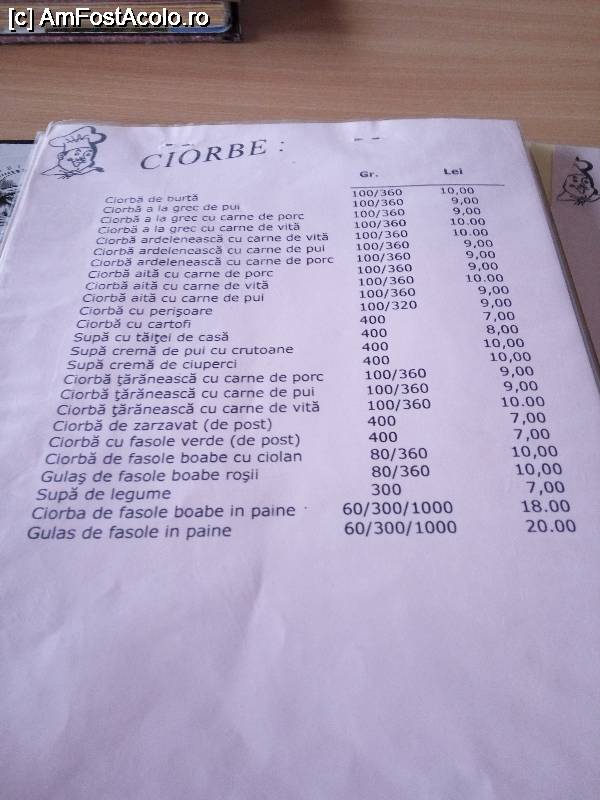 [c] AmFostAcolo.ro
CIORBE :
Gr. Lei
Ciorbă de burtă 100/360 10,00
Ciorbă a la grec de pui 100/360 9,00
Ciorbă a la grec cu carne de porc 100/360 9,00
Ciorbă a la grec cu carne de vită 100/360 10.00
Ciorbă ardelenească cu carne de vită 100/360 10.00
Ciorbă ardelenească cu carne de pui 100/360 9,00
Ciorbă ardelenească cu carne de porc 100/360 9,00
Ciorbă aită cu carne de porc 100/360 9,00
Ciorbă aită cu carne de vită 100/360 10.00
Ciorbă aită cu carne de pui 100/360 9,00
Ciorbă cu perişoare 100/320 9,00
Ciorbă cu cartofi 400 7,00
Supă cu tăiţei de casă 400 8,00
Supă cremă de pui cu crutoane 400 10,00
Supă cremă de ciuperci 400 10,00
Ciorbă ţărănească cu carne de porc 100/360 9,00
Ciorbă ţărănească cu carne de pui 100/360 9,00
Ciorbă ţărănească cu carne de vită 100/360 10.00
Ciorbă de zarzavat (de post) 400 7,00
Ciorbă cu fasole verde (de post) 400 7,00
Ciorbă de fasole boabe cu ciolan 80/360 10,00
Gulaş de fasole boabe roşii 80/360 10,00
Supă de legume 300 7,00
Ciorba de fasole boabe in paine 60/300/1000 18.00
Gulas de fasole in paine 60/300/1000 20.00